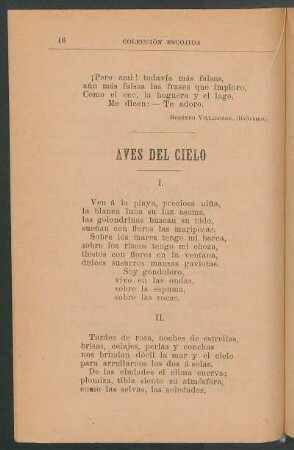 16 COLECCIÓN ESCOJIDA
¡Pero amí! todavía más falsas,
aún más falsas las frases que imploro,
Como el eco, la hoguera y el lago,
Me dicen:— Te adoro.
AVES DEL CIELO
I.
Ven á la playa, preciosa niña,
la blanca luna su luz asuma,
las golondrinas buscan su nido,
sueñan con flores las mariposas.
Sobre los mares tengo mi barca,
sobre los riscos tengo mi choza,
tiestos con flores en la ventana,
dulces susurros mansas gaviotas.
Soy gondolero,
vivo en las ondas,
sobre la espuma,
sobre las rocas.
II.
Tardes de rosa, noches de estrellas,
brisas, celajes, perlas y conchas
nos brindan dócil la mar y el cielo
para arrullarnos los dos á solas.
De las ciudades el clima enerva;
plomiza, tibia siento su atmósfera,
como las selvas, las soledades,